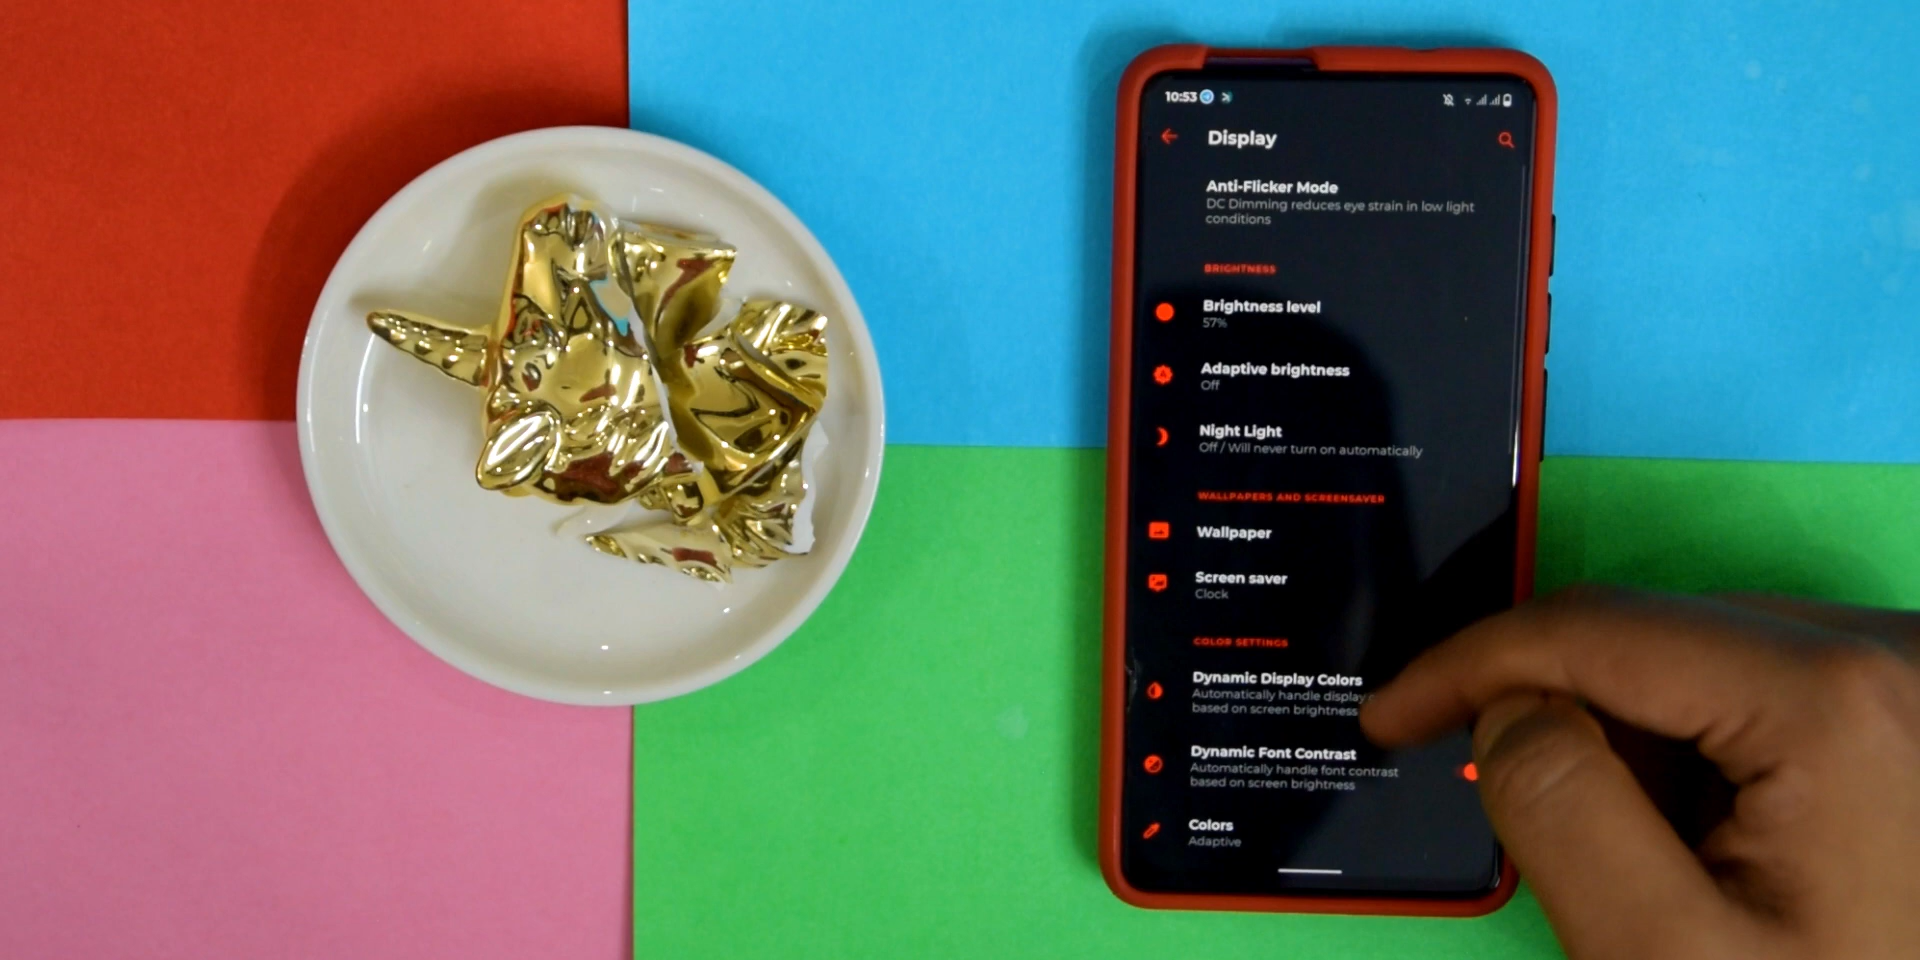 10:53
Display
Anti-Flicker Mode
DC Dimming reduces eye strain in low light
conditions
BRIGHTNESS
Brightness level
57%
Adaptive brightness
Off
Night Light
Off / Will never turn on automatically
WALLPAPERS AND SCREENSAVER
Wallpaper
Screen saver
Clock
COLOR SETTINGS
Dynamic Display Colors
Automatically handle display
based on screen brightness
Dynamic Font Contrast
Automatically handle font contrast
based on screen brightness
Colors
Adaptive